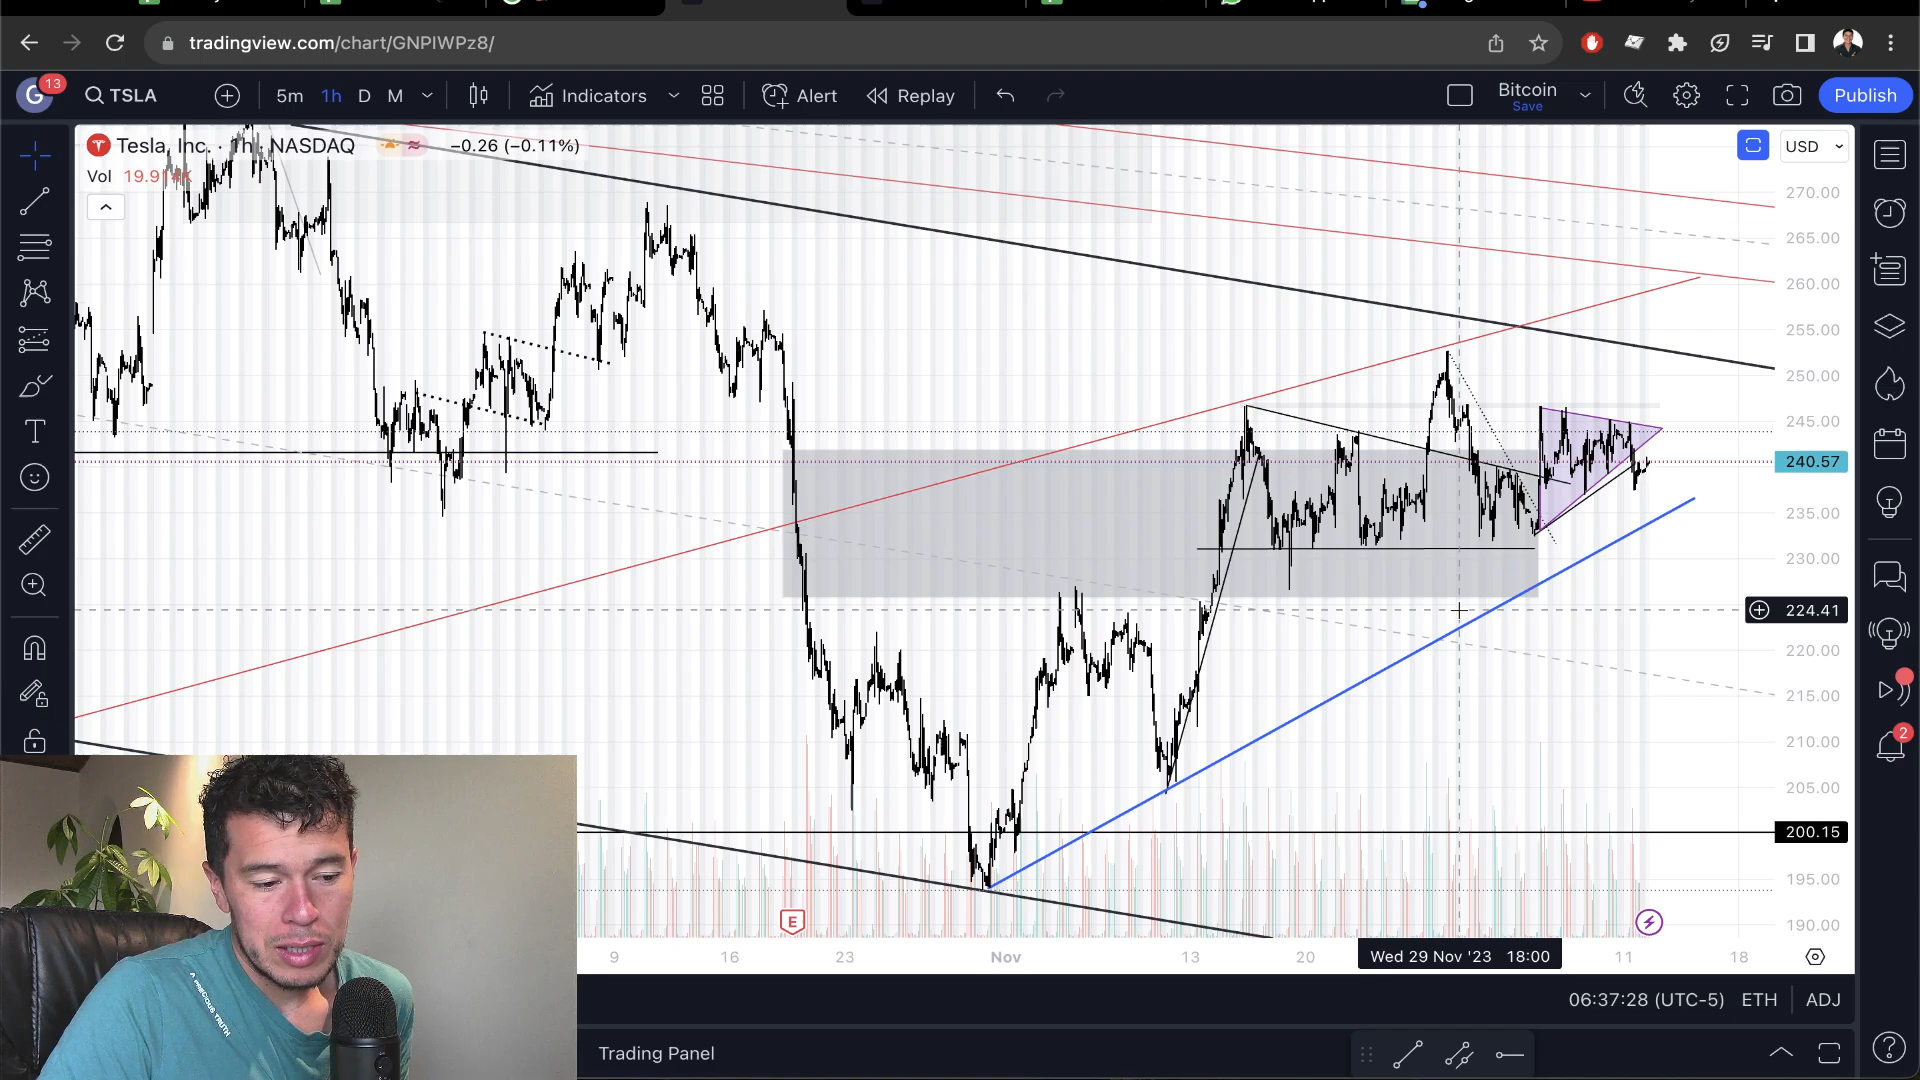 tradingview.com/chart/GNPIWPz8/
G
13
TSLA
5m
1h
D
M
Indicators
Alert
Replay
Bitcoin
Save
Publish
Tesla, Inc. · 1h · NASDAQ
−0.26 (−0.11%)
USD
Vol
270.00
265.00
260.00
255.00
250.00
245.00
240.57
235.00
230.00
224.41
220.00
215.00
210.00
205.00
200.15
195.00
190.00
2
E
9
16
23
Nov
13
20
Wed 29 Nov '23 18:00
11
18
06:37:28 (UTC-5)
ETH
ADJ
Trading Panel
A PRECIOUS TRUTH